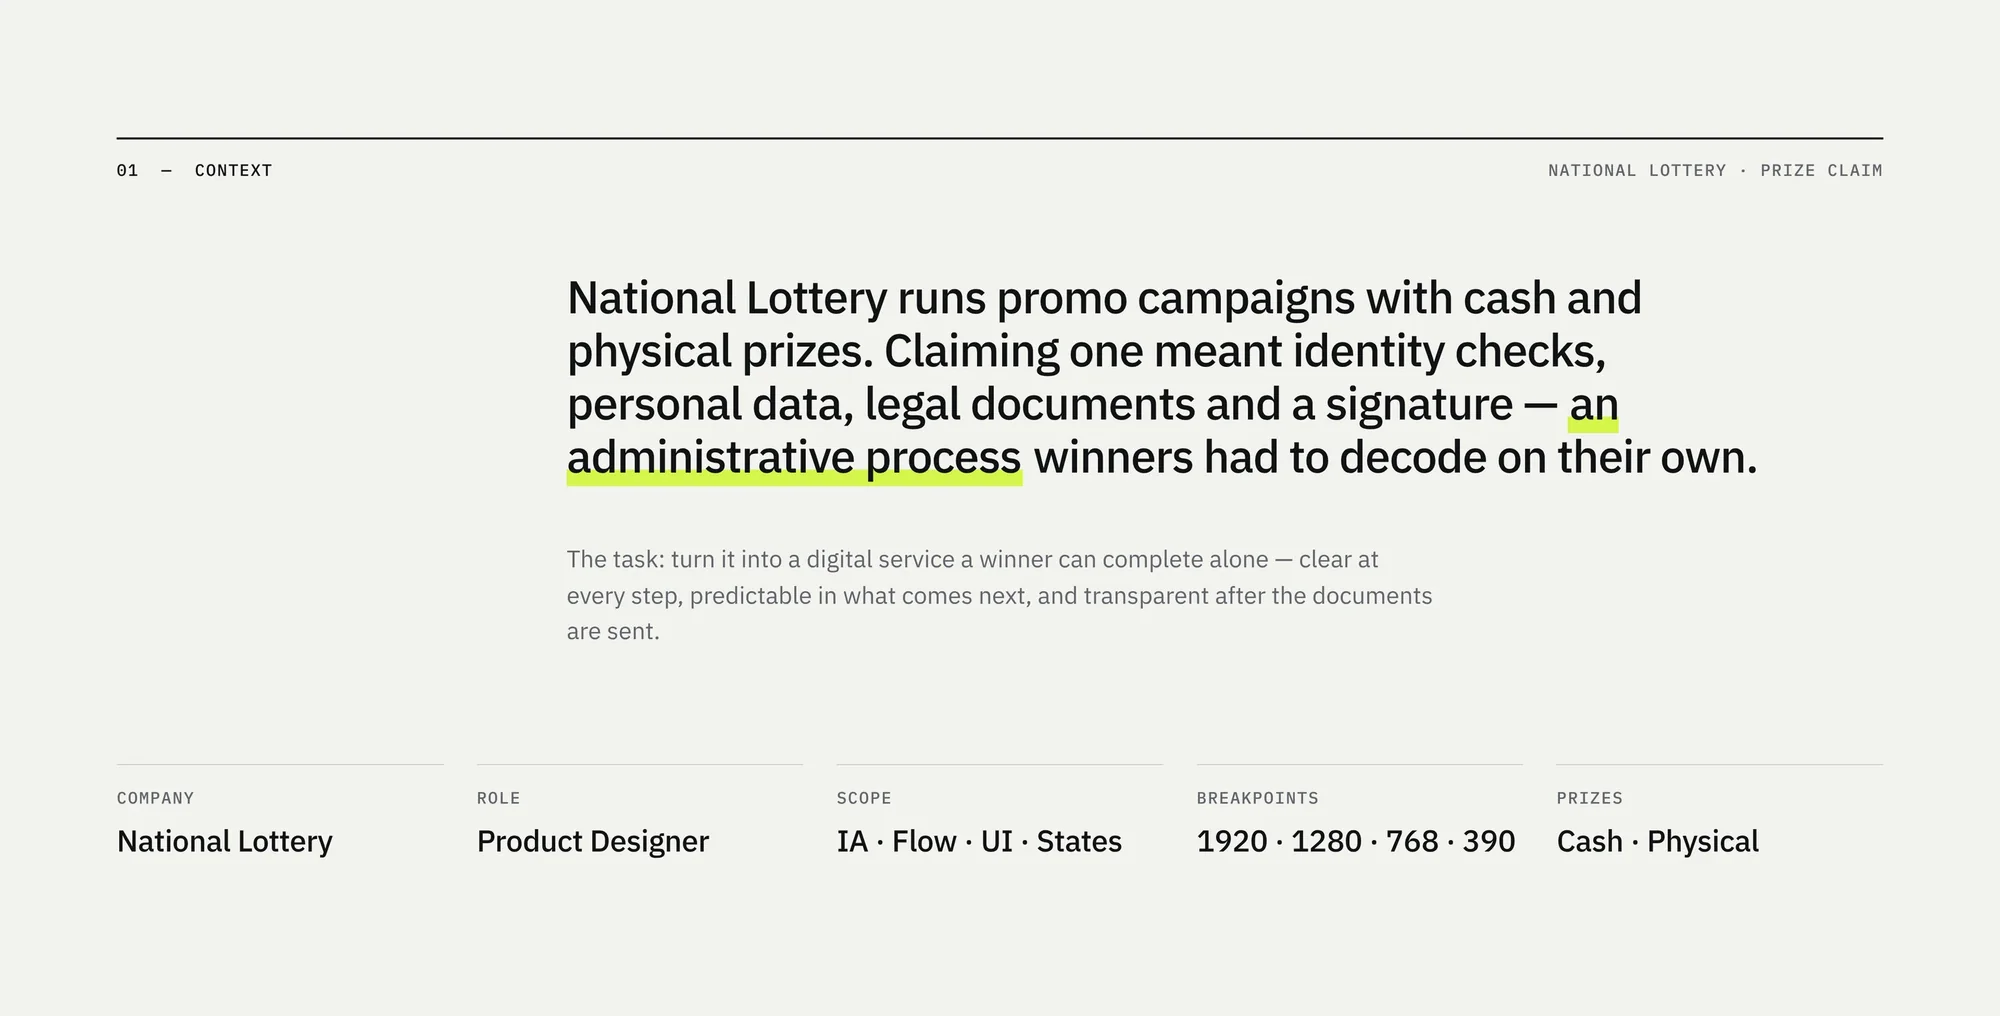 01 — CONTEXT
NATIONAL LOTTERY · PRIZE CLAIM
National Lottery runs promo campaigns with cash and
physical prizes. Claiming one meant identity checks,
personal data, legal documents and a signature — an
administrative process winners had to decode on their own.
The task: turn it into a digital service a winner can complete alone — clear at
every step, predictable in what comes next, and transparent after the documents
are sent.
COMPANY
National Lottery
ROLE
Product Designer
SCOPE
IA · Flow · UI · States
BREAKPOINTS
1920 · 1280 · 768 · 390
PRIZES
Cash · Physical